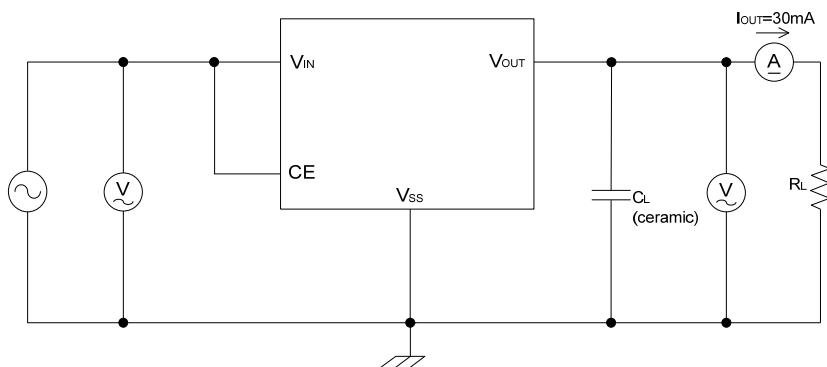 IOUT=30mA
A
VIN
VOUT
CE
VSS
V
CL
(ceramic)
V
RL